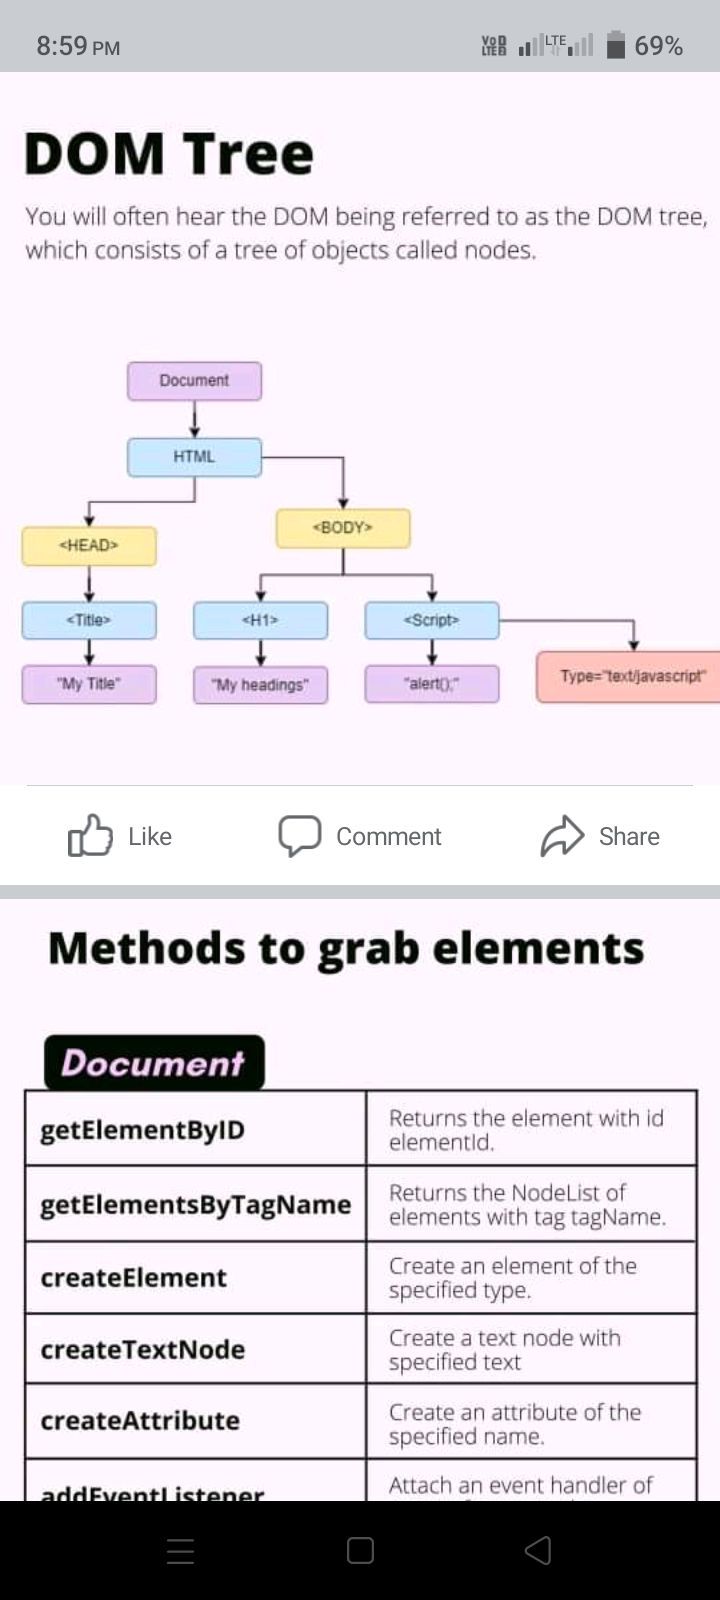 8:59 PM
VoD LTE2 LTE 69%
DOM Tree
You will often hear the DOM being referred to as the DOM tree,
which consists of a tree of objects called nodes.
Document
HTML
<BODY>
<HEAD>
<Title>
<H1>
<Script>
"My Title"
"My headings"
"alert();"
Type="text/javascript"
Like
Comment
Share
Methods to grab elements
Document
getElementByID
Returns the element with id
elementId.
getElementsByTagName
Returns the NodeList of
elements with tag tagName.
createElement
Create an element of the
specified type.
createTextNode
Create a text node with
specified text
createAttribute
Create an attribute of the
specified name.
addEventListener
Attach an event handler of